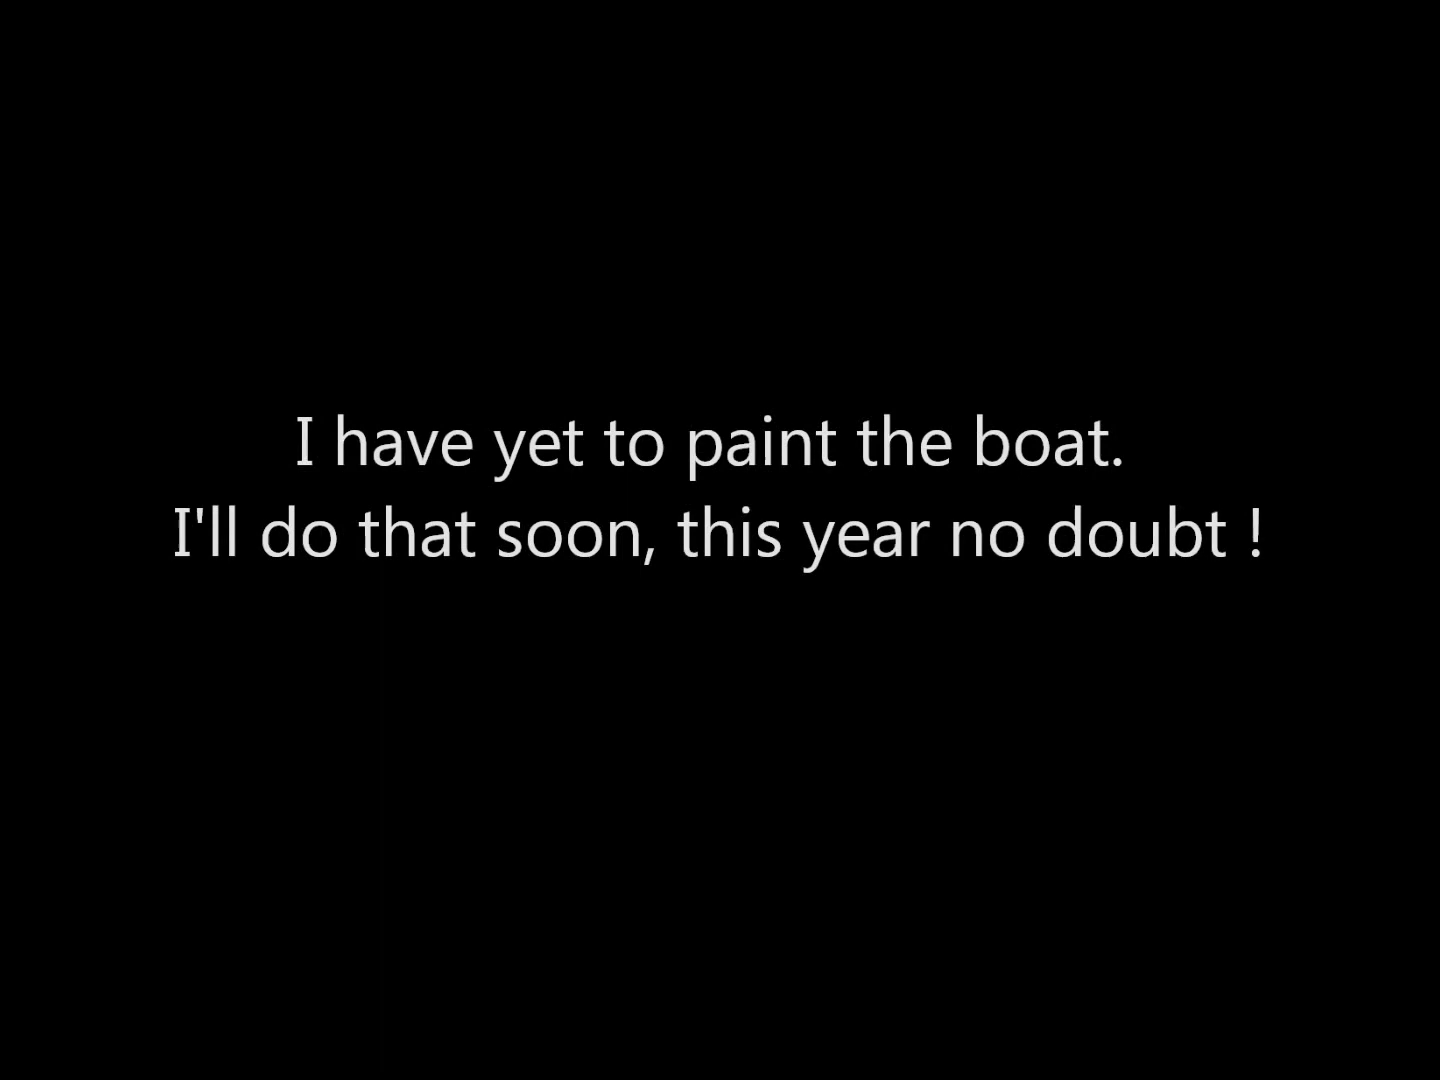 I have yet to paint the boat.
I'll do that soon, this year no doubt !